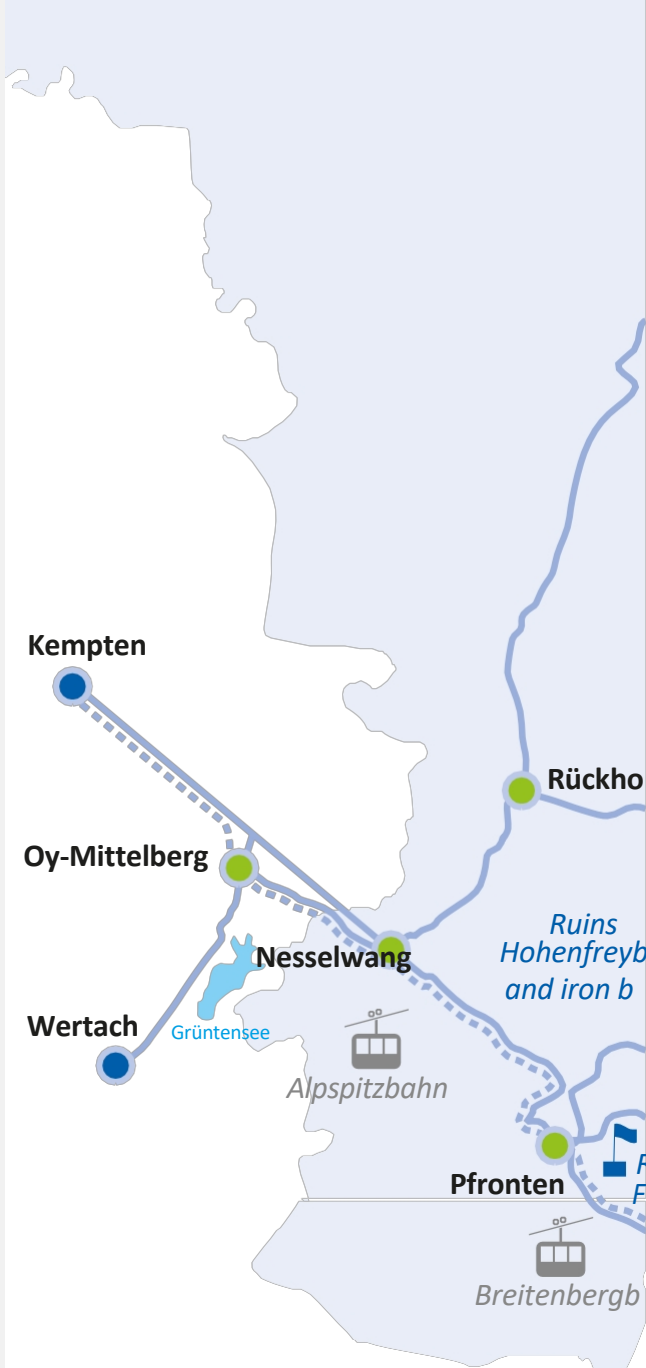 Kempten
Rückho
Oy-Mittelberg
Ruins
Hohenfreyb
and iron b
Nesselwang
Wertach
Grüntensee
Alpspitzbahn
R
F
Pfronten
Breitenbergb